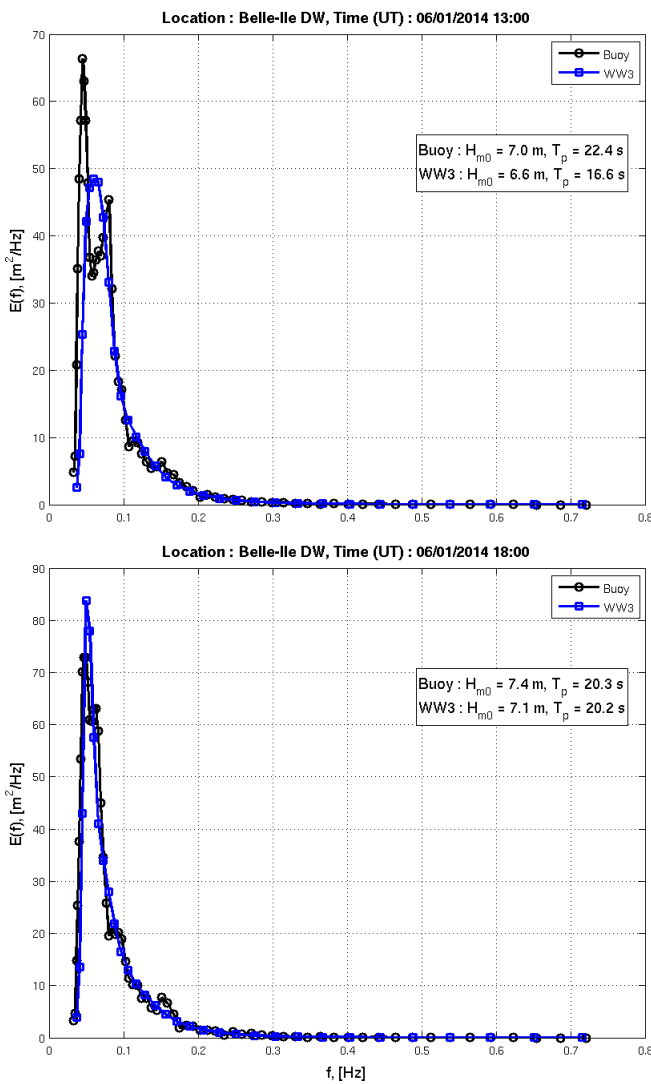 Location : Belle-Ile DW, Time (UT) : 06/01/2014 13:00
70
60
50
40
30
20
10
0
E(f), [m²/Hz]
Buoy
WW3
Buoy : Hm0 = 7.0 m, Tp = 22.4 s
WW3 : Hm0 = 6.6 m, Tp = 16.6 s
0 0.1 0.2 0.3 0.4 0.5 0.6 0.7 0.8
Location : Belle-Ile DW, Time (UT) : 06/01/2014 18:00
90
80
70
60
50
40
30
20
10
0
E(f), [m²/Hz]
Buoy
WW3
Buoy : Hm0 = 7.4 m, Tp = 20.3 s
WW3 : Hm0 = 7.1 m, Tp = 20.2 s
0 0.1 0.2 0.3 0.4 0.5 0.6 0.7 0.8
f, [Hz]